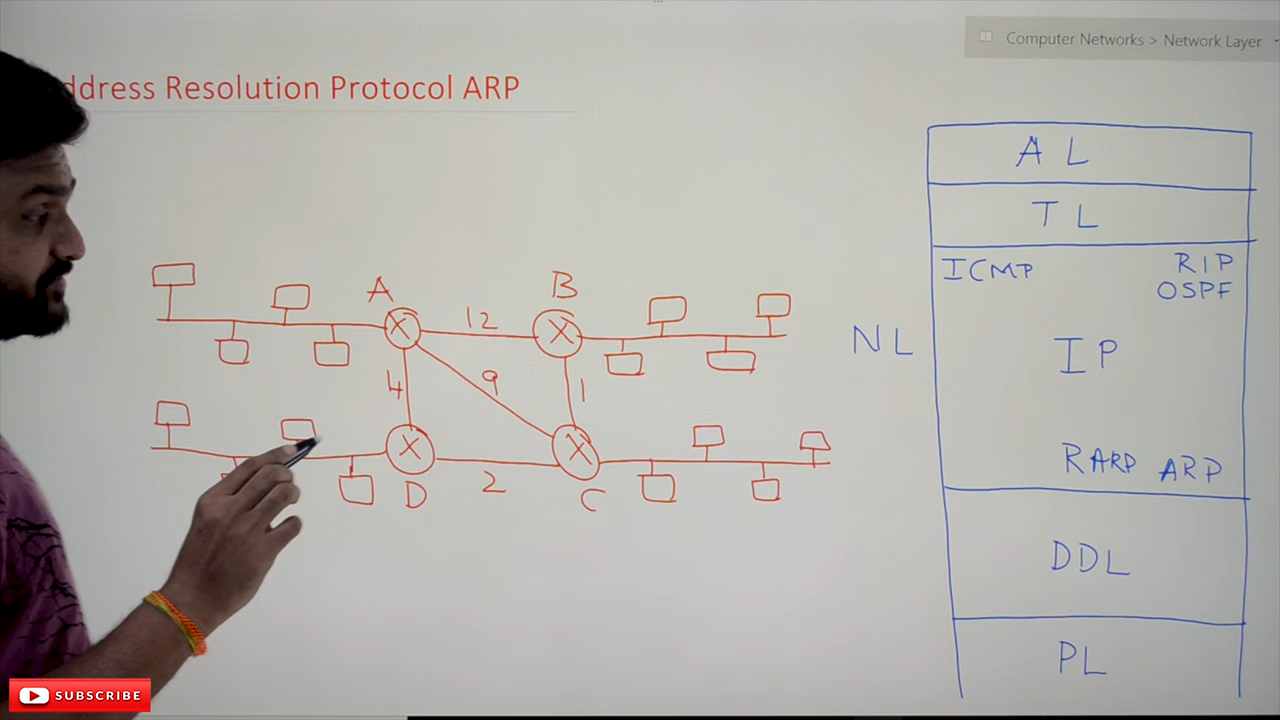 Computer Networks > Network Layer
ddress Resolution Protocol ARP
A L
T L
ICMP RIP
OSPF
NL
IP
RARP ARP
DDL
PL
A
B
12
4
9
1
D
2
C
SUBSCRIBE